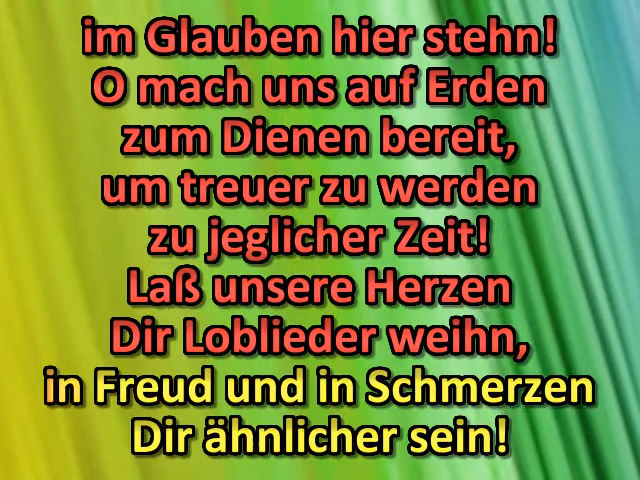 im Glauben hier stehn!
O mach uns auf Erden
zum Dienen bereit,
um treuer zu werden
zu jeglicher Zeit!
Laß unsere Herzen
Dir Loblieder weihn,
in Freud und in Schmerzen
Dir ähnlicher sein!